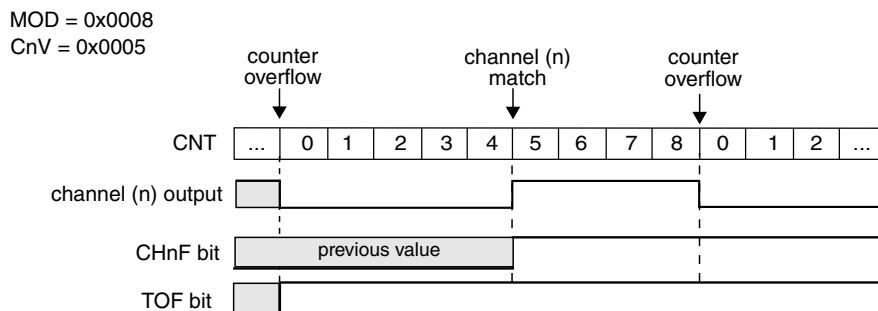 MOD = 0x0008
CnV = 0x0005
counter overflow
channel (n) match
counter overflow
CNT ... 0 1 2 3 4 5 6 7 8 0 1 2 ...
channel (n) output
CHnF bit previous value
TOF bit